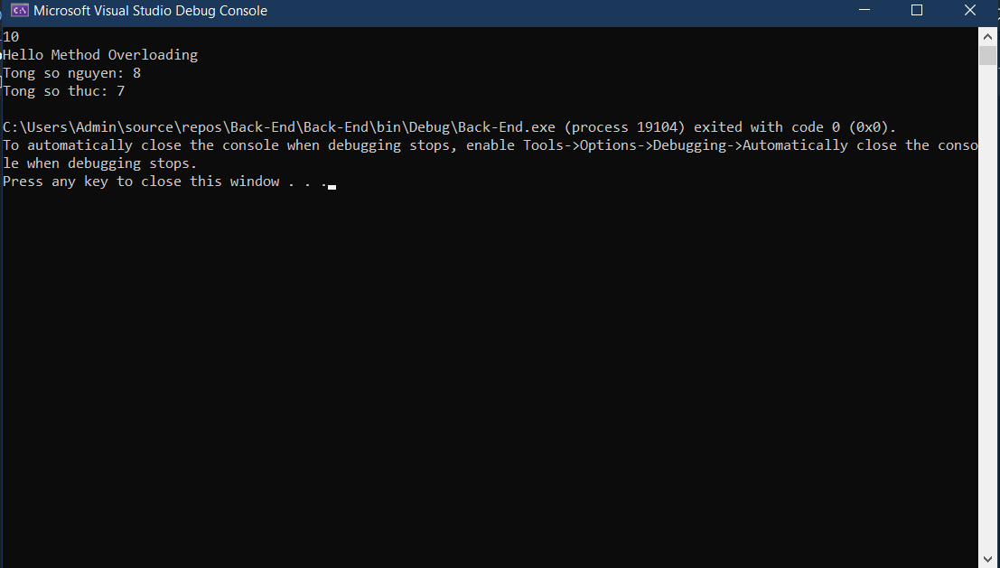 Microsoft Visual Studio Debug Console
10
Hello Method Overloading
Tong so nguyen: 8
Tong so thuc: 7
C:\Users\Admin\source\repos\Back-End\Back-End\bin\Debug\Back-End.exe (process 19104) exited with code 0 (0x0).
To automatically close the console when debugging stops, enable Tools->Options->Debugging->Automatically close the conso
le when debugging stops.
Press any key to close this window . . .